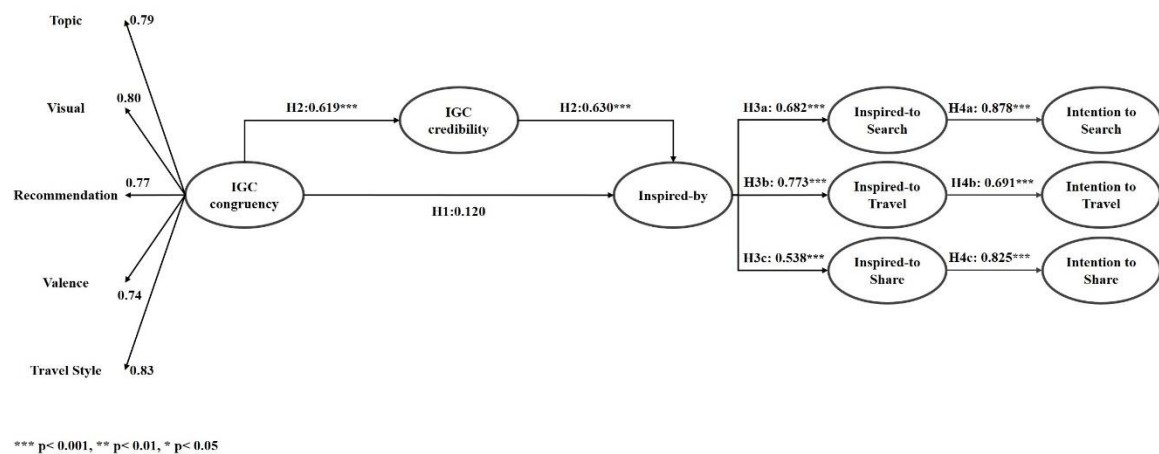 Topic
0.79
Visual
0.80
Recommendation
0.77
Valence
0.74
Travel Style
0.83
IGC
congruency
H2:0.619***
IGC
credibility
H2:0.630***
H1:0.120
Inspired-by
H3a: 0.682***
Inspired-to
Search
H4a: 0.878***
Intention to
Search
H3b: 0.773***
Inspired-to
Travel
H4b: 0.691***
Intention to
Travel
H3c: 0.538***
Inspired-to
Share
H4c: 0.825***
Intention to
Share
*** p< 0.001, ** p< 0.01, * p< 0.05